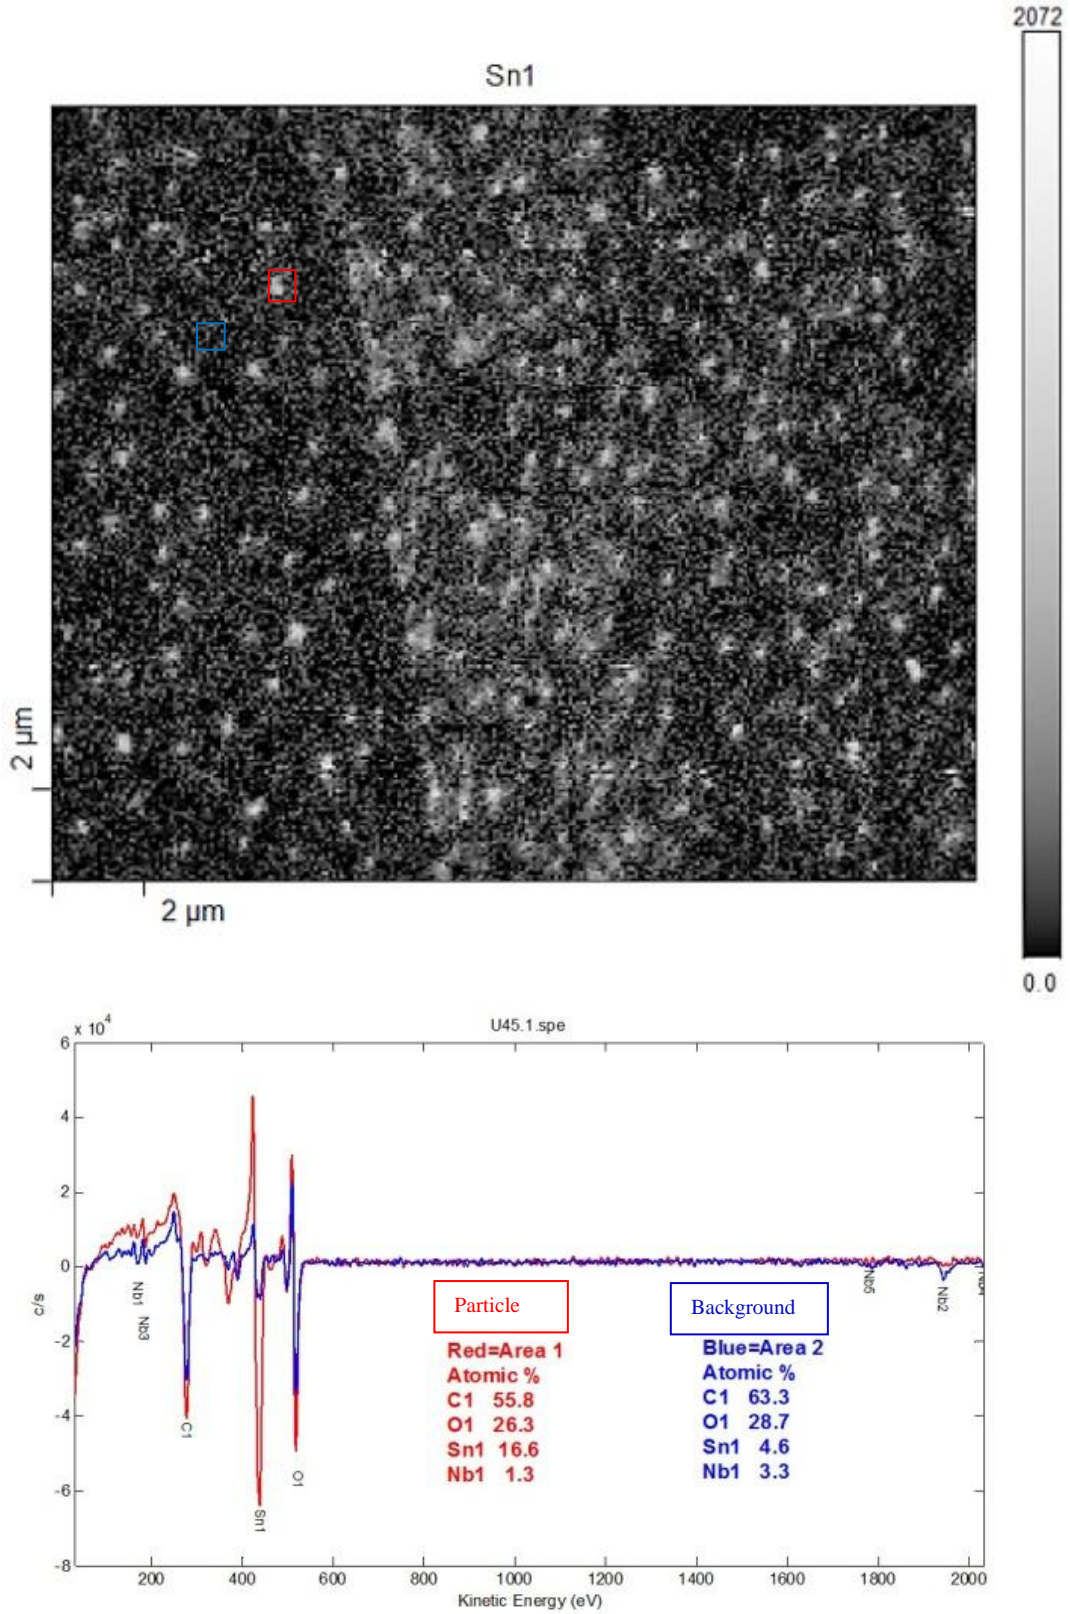 2072
Sn1
2 µm
2 µm
0.0
x 10⁴
U45.1.spe
6
4
2
0
-2
-4
-6
-8
c/s
Nb1
Nb3
C1
Sn1
O1
Nb5
Nb2
Particle
Background
Red=Area 1
Atomic %
C1 55.8
O1 26.3
Sn1 16.6
Nb1 1.3
Blue=Area 2
Atomic %
C1 63.3
O1 28.7
Sn1 4.6
Nb1 3.3
200 400 600 800 1000 1200 1400 1600 1800 2000
Kinetic Energy (eV)